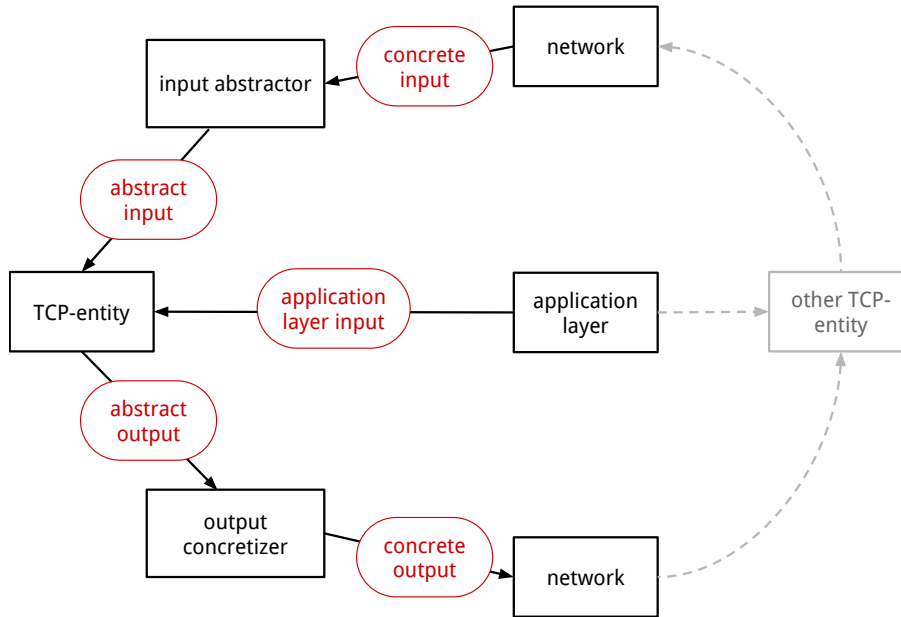 concrete
input
network
input abstractor
abstract
input
TCP-entity
application
layer input
application
layer
other TCP-
entity
abstract
output
output
concretizer
concrete
output
network